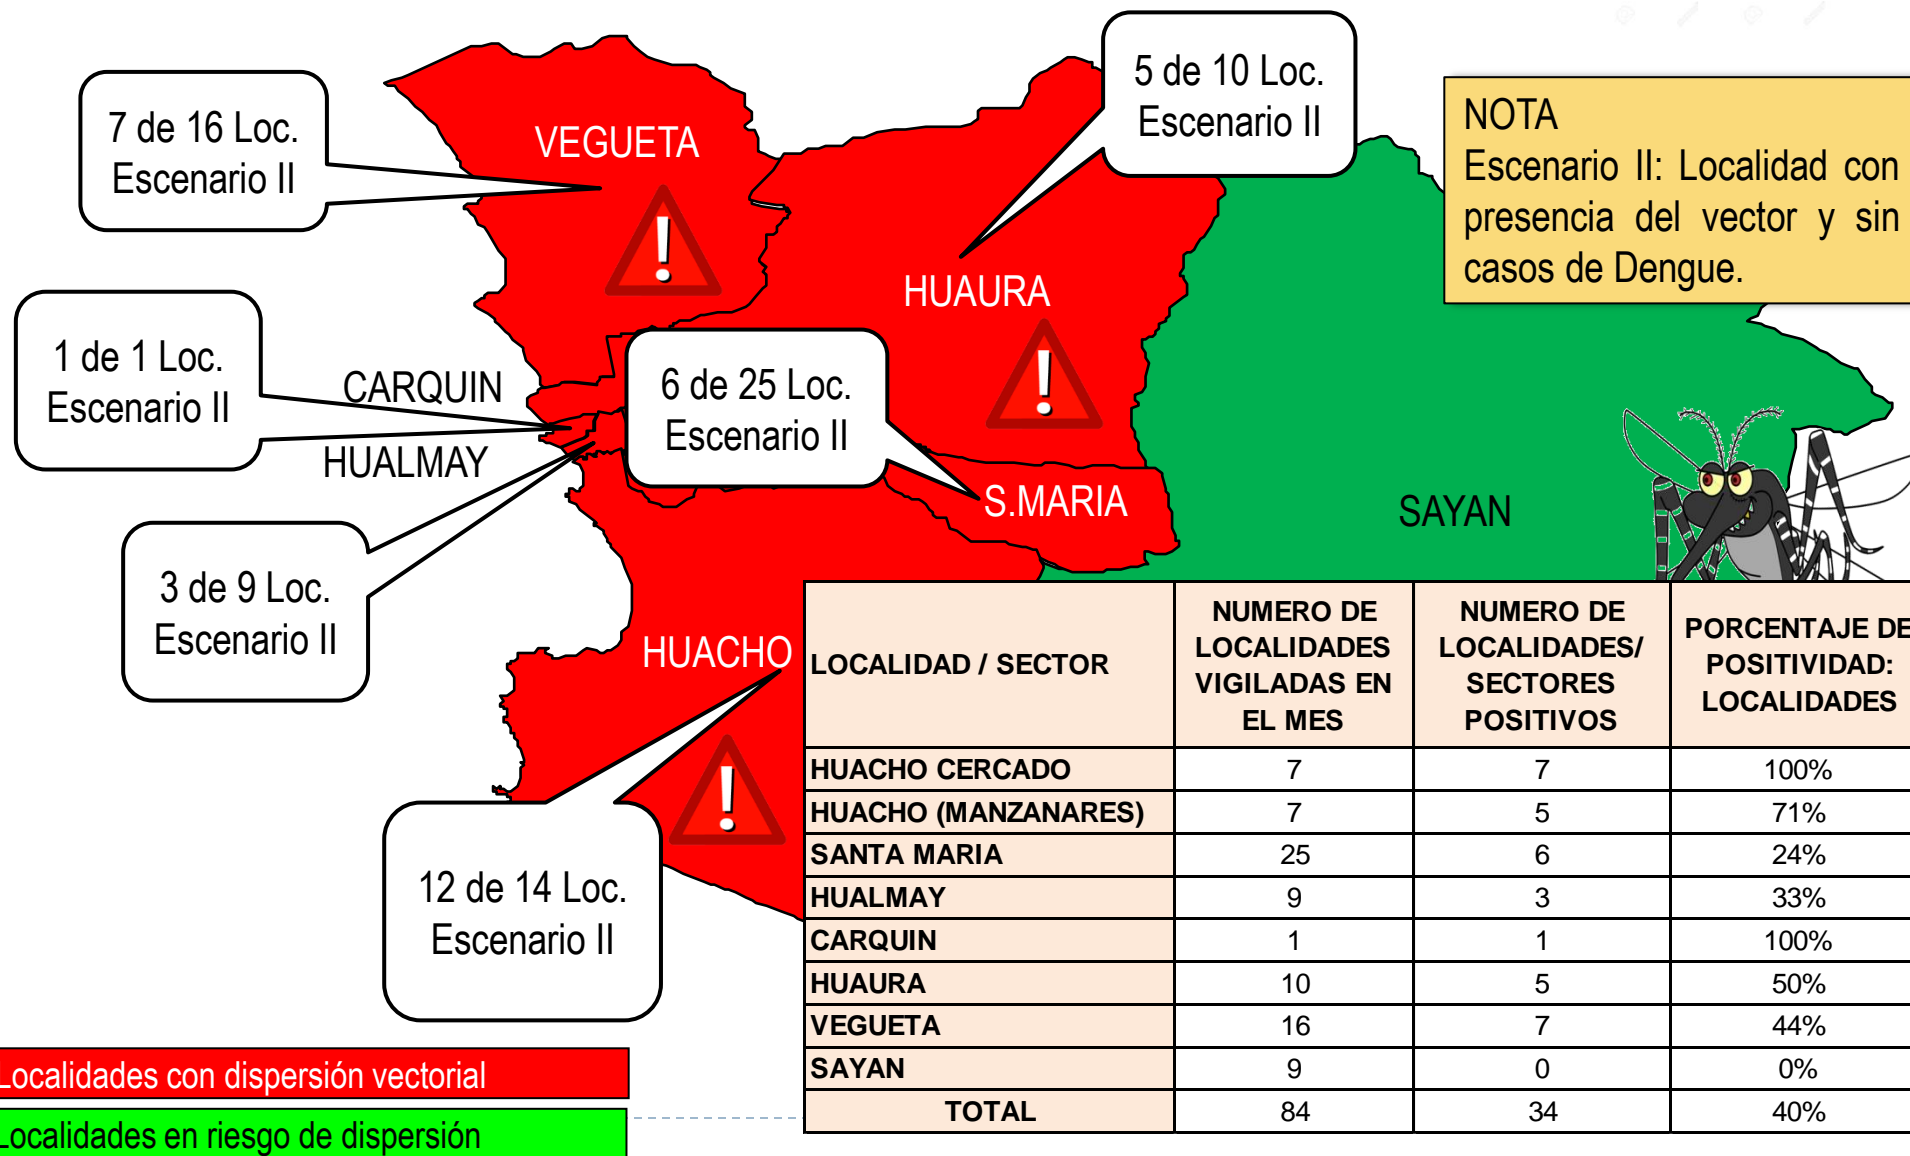 5 de 10 Loc.
Escenario II
7 de 16 Loc.
Escenario II
VEGUETA
NOTA
Escenario II: Localidad con
presencia del vector y sin
casos de Dengue.
HUAURA
1 de 1 Loc.
Escenario II
CARQUIN
HUALMAY
6 de 25 Loc.
Escenario II
S.MARIA
SAYAN
3 de 9 Loc.
Escenario II
HUACHO
12 de 14 Loc.
Escenario II
LOCALIDAD / SECTOR
NUMERO DE
LOCALIDADES
VIGILADAS EN
EL MES
NUMERO DE
LOCALIDADES/
SECTORES
POSITIVOS
PORCENTAJE DE
POSITIVIDAD:
LOCALIDADES
HUACHO CERCADO 7 7 100%
HUACHO (MANZANARES) 7 5 71%
SANTA MARIA 25 6 24%
HUALMAY 9 3 33%
CARQUIN 1 1 100%
HUAURA 10 5 50%
VEGUETA 16 7 44%
SAYAN 9 0 0%
TOTAL 84 34 40%
Localidades con dispersión vectorial
Localidades en riesgo de dispersión